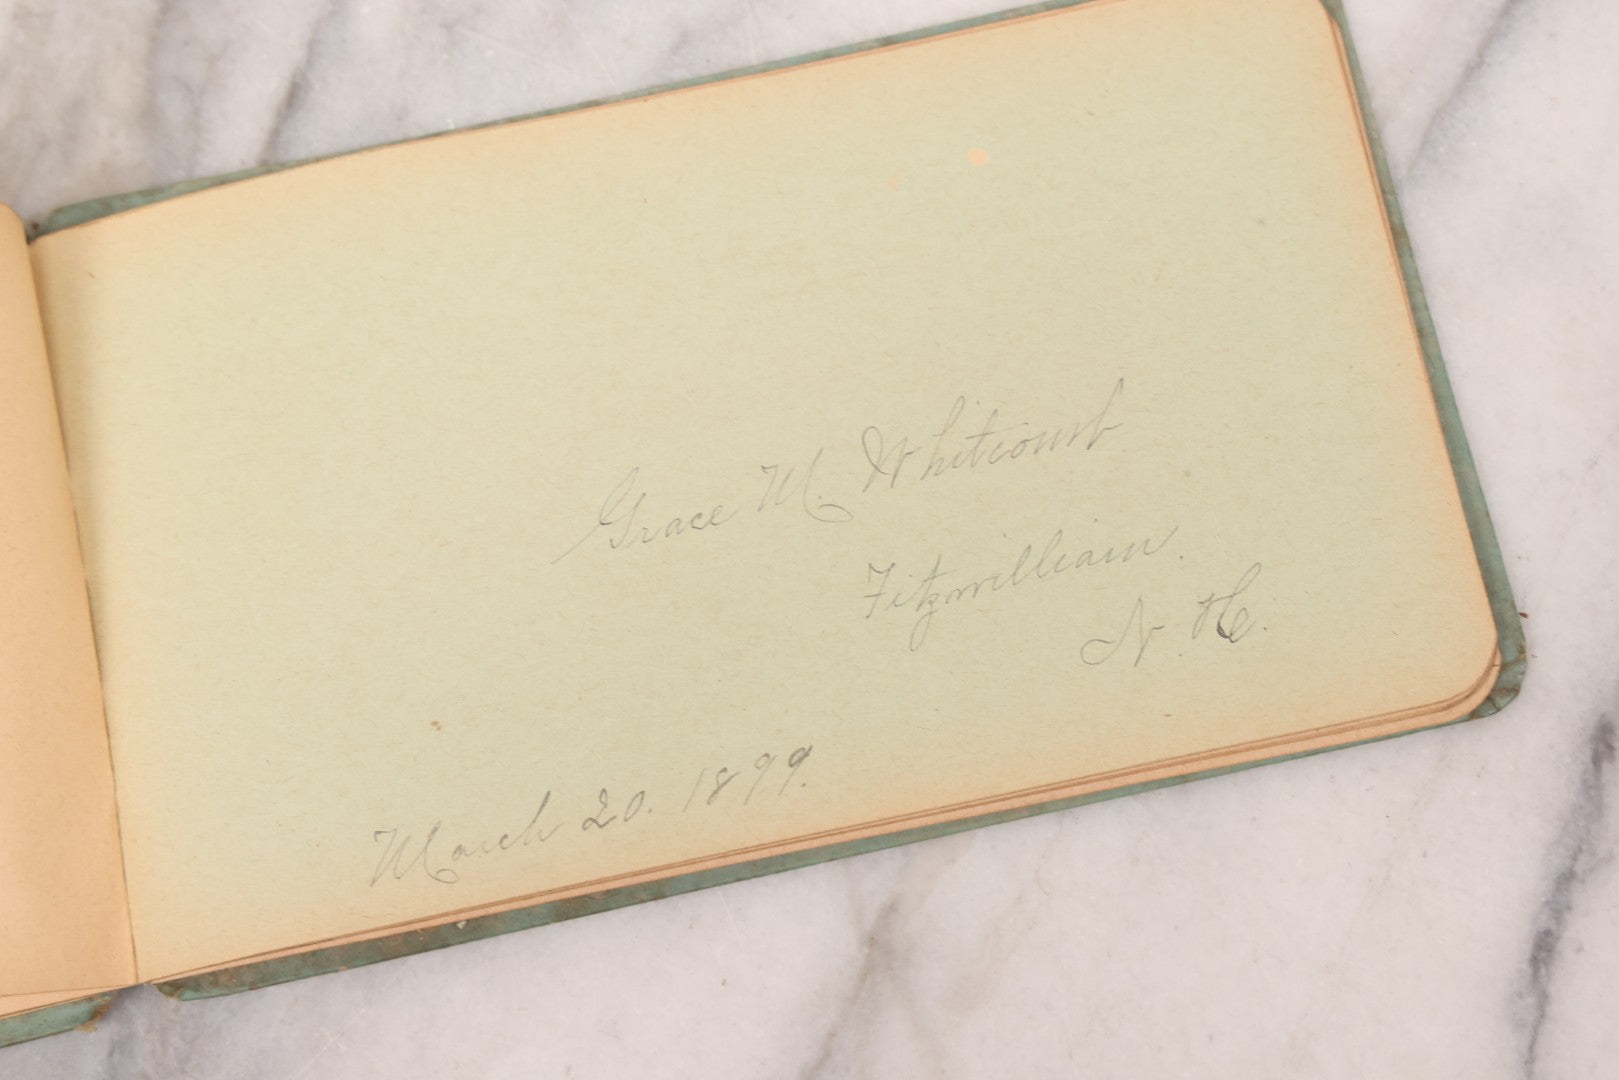 Grace M. Whitcomb
Fitzwilliam.
N. H.
March 20. 1899.